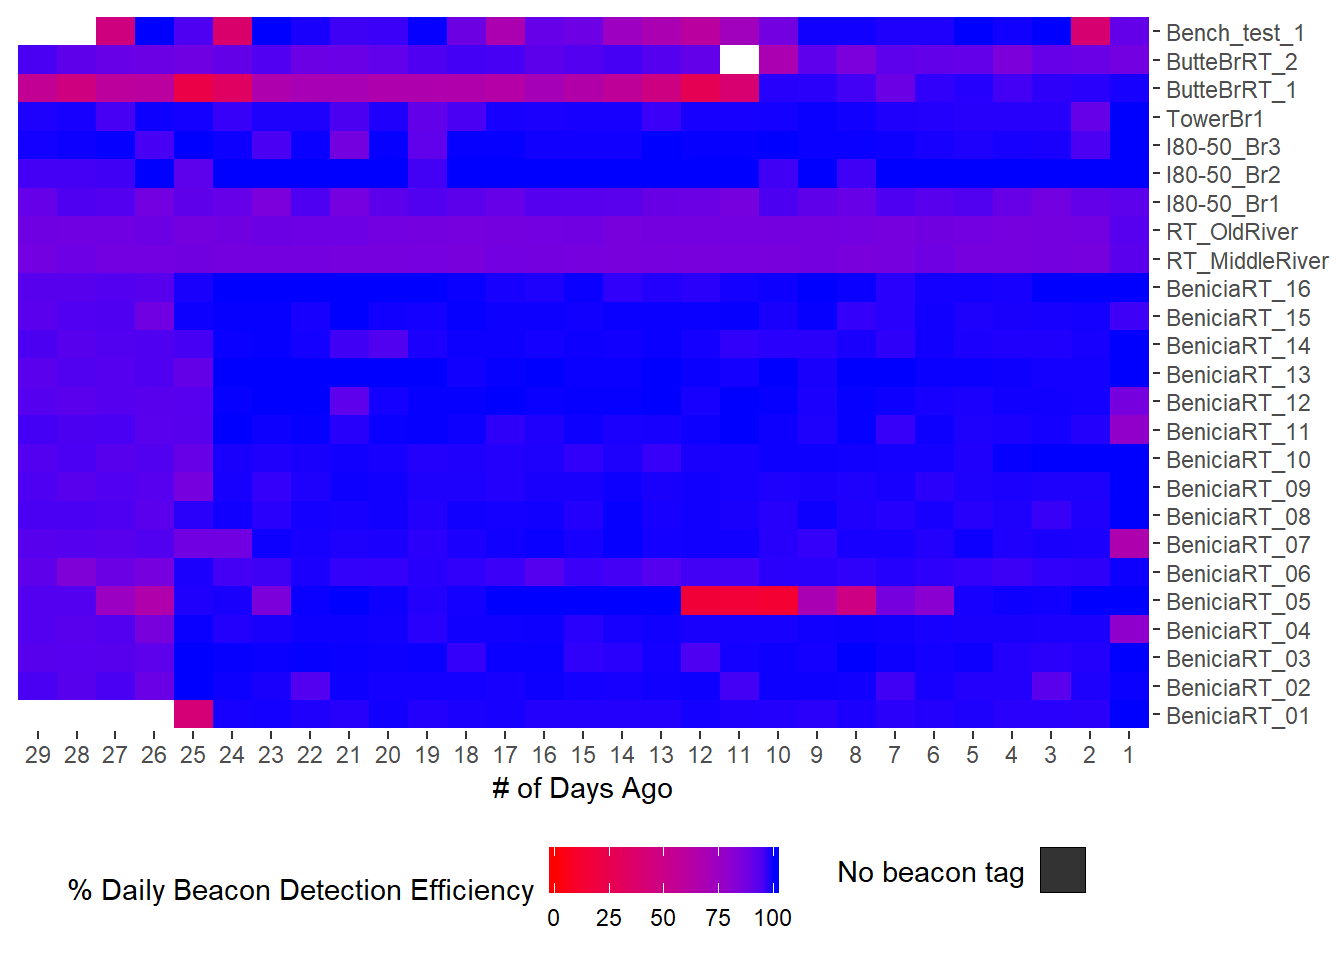 Bench_test_1
ButteBrRT_2
ButteBrRT_1
TowerBr1
I80-50_Br3
I80-50_Br2
I80-50_Br1
RT_OldRiver
RT_MiddleRiver
BeniciaRT_16
BeniciaRT_15
BeniciaRT_14
BeniciaRT_13
BeniciaRT_12
BeniciaRT_11
BeniciaRT_10
BeniciaRT_09
BeniciaRT_08
BeniciaRT_07
BeniciaRT_06
BeniciaRT_05
BeniciaRT_04
BeniciaRT_03
BeniciaRT_02
BeniciaRT_01
29 28 27 26 25 24 23 22 21 20 19 18 17 16 15 14 13 12 11 10 9 8 7 6 5 4 3 2 1
# of Days Ago
% Daily Beacon Detection Efficiency
0 25 50 75 100
No beacon tag